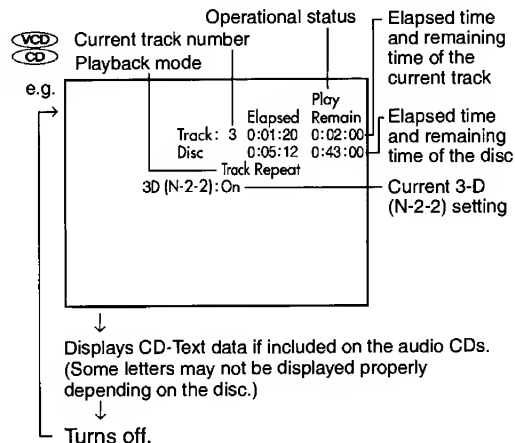 Operational status
VCD Current track number
CD Playback mode
e.g.
Elapsed time
and remaining
time of the
current track
Play
Elapsed Remain
Track: 3 0:01:20 0:02:00
Disc 0:05:12 0:43:00
Track Repeat
3D (N-2-2): On
Elapsed time
and remaining
time of the disc
Current 3-D
(N-2-2) setting
↓
Displays CD-Text data if included on the audio CDs.
(Some letters may not be displayed properly
depending on the disc.)
↓
Turns off.